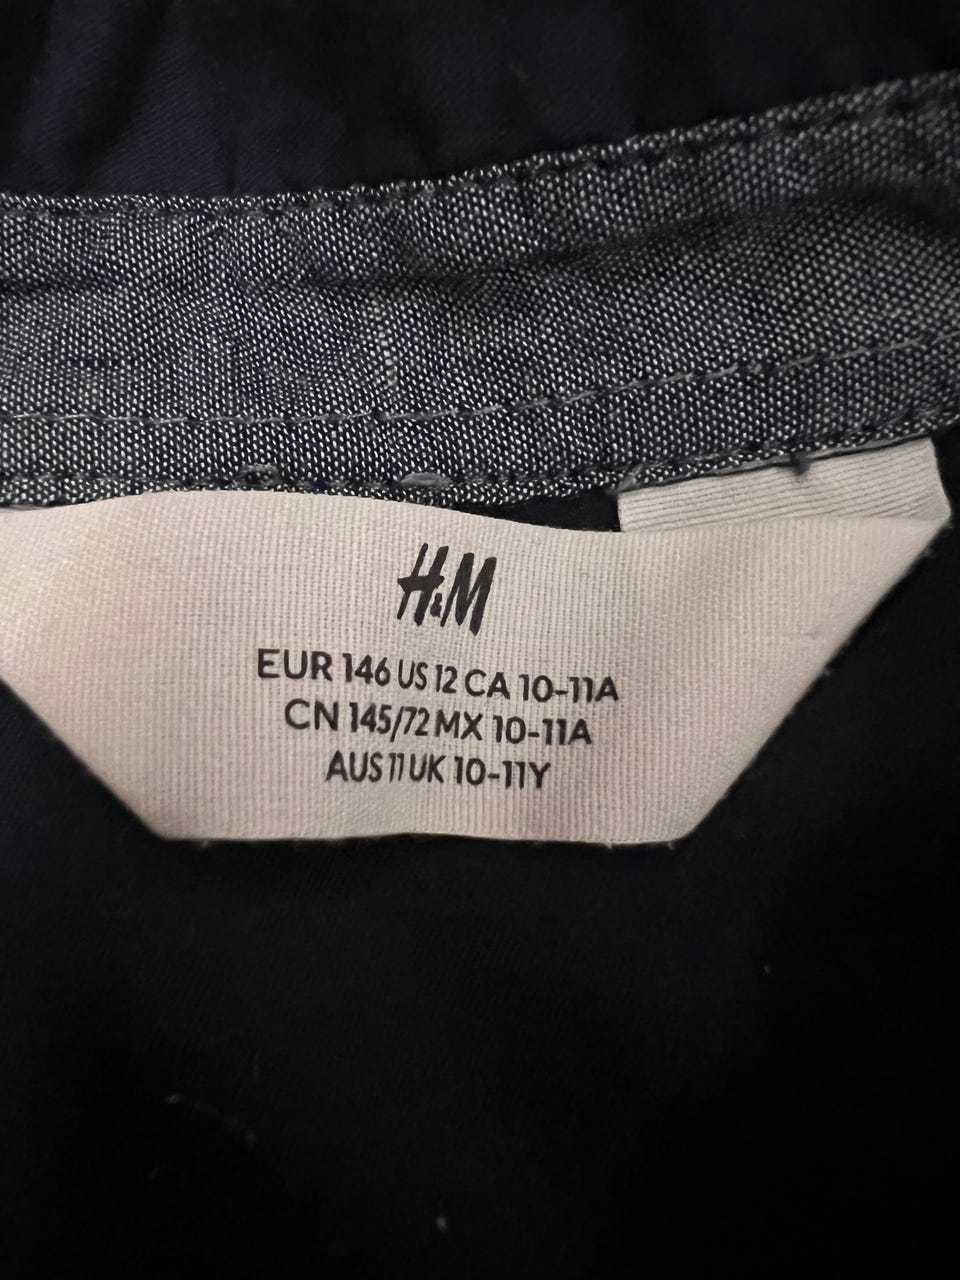 H&M
EUR 146 US 12 CA 10-11A
CN 145/72 MX 10-11A
AUS 11 UK 10-11Y